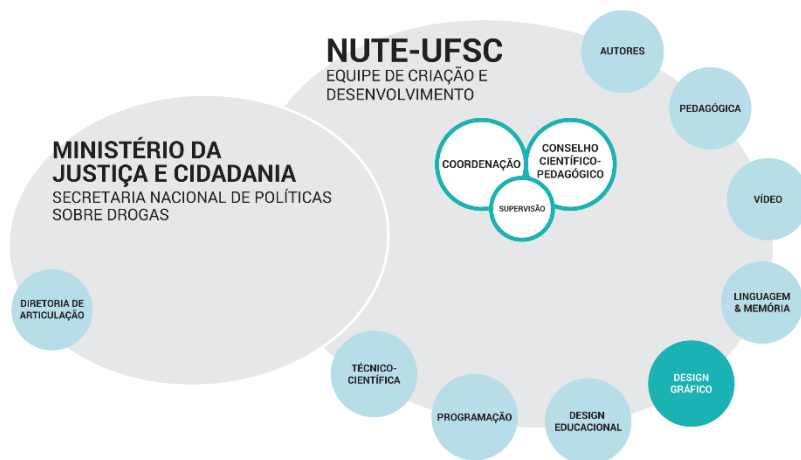 NUTE-UFSC
EQUIPE DE CRIAÇÃO E
DESENVOLVIMENTO
MINISTÉRIO DA
JUSTIÇA E CIDADANIA
SECRETARIA NACIONAL DE POLÍTICAS
SOBRE DROGAS
DIRETORIA DE
ARTICULAÇÃO
COORDENAÇÃO
CONSELHO
CIENTÍFICO-
PEDAGÓGICO
SUPERVISÃO
AUTORES
PEDAGÓGICA
VÍDEO
LINGUAGEM
& MEMÓRIA
DESIGN
GRÁFICO
DESIGN
EDUCACIONAL
PROGRAMAÇÃO
TÉCNICO-
CIENTÍFICA